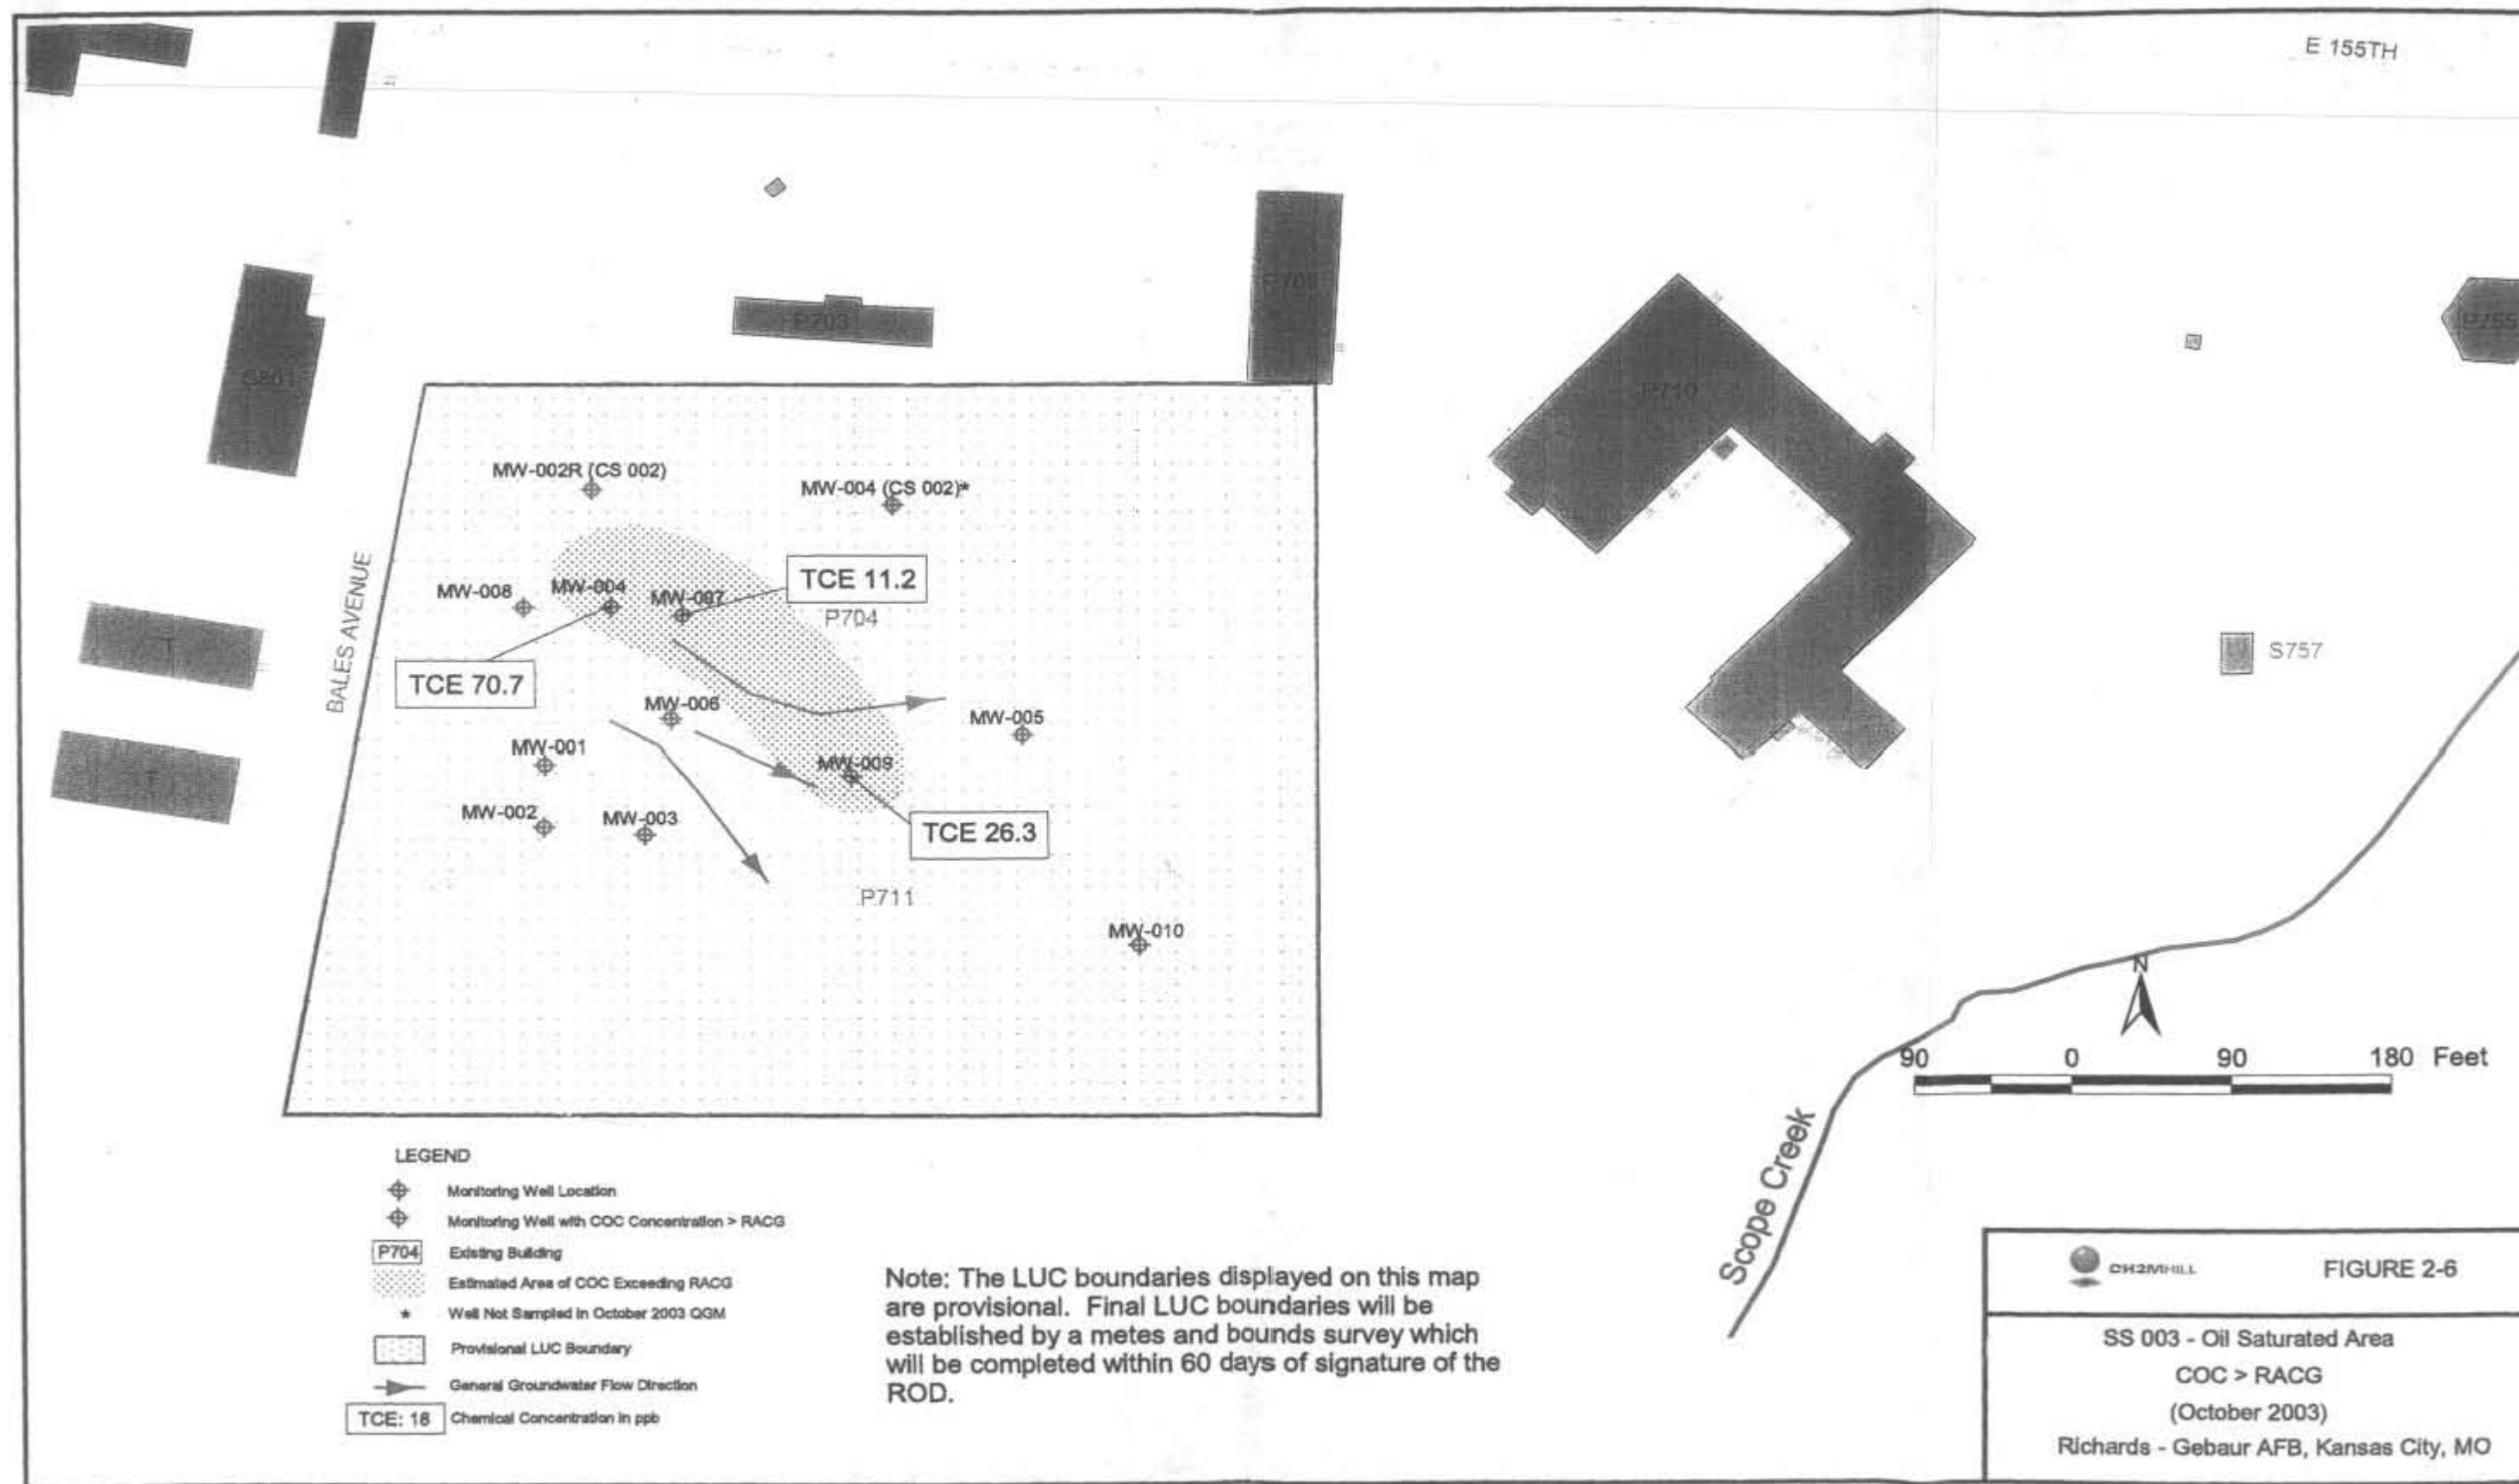 E 155TH
P703
P710
MW-002R (CS 002)
MW-004 (CS 002)*
BALES AVENUE
MW-008
MW-004
MW-007
TCE 11.2
P704
TCE 70.7
MW-006
MW-005
MW-001
MW-009
MW-002
MW-003
TCE 26.3
P711
MW-010
S757
N
90 0 90 180 Feet
Scope Creek
LEGEND
Monitoring Well Location
Monitoring Well with COC Concentration > RACG
P704 Existing Building
Estimated Area of COC Exceeding RACG
* Well Not Sampled in October 2003 QGM
Provisional LUC Boundary
General Groundwater Flow Direction
TCE: 16 Chemical Concentration in ppb
Note: The LUC boundaries displayed on this map
are provisional. Final LUC boundaries will be
established by a metes and bounds survey which
will be completed within 60 days of signature of the
ROD.
CH2MHILL
FIGURE 2-6
SS 003 - Oil Saturated Area
COC > RACG
(October 2003)
Richards - Gebaur AFB, Kansas City, MO